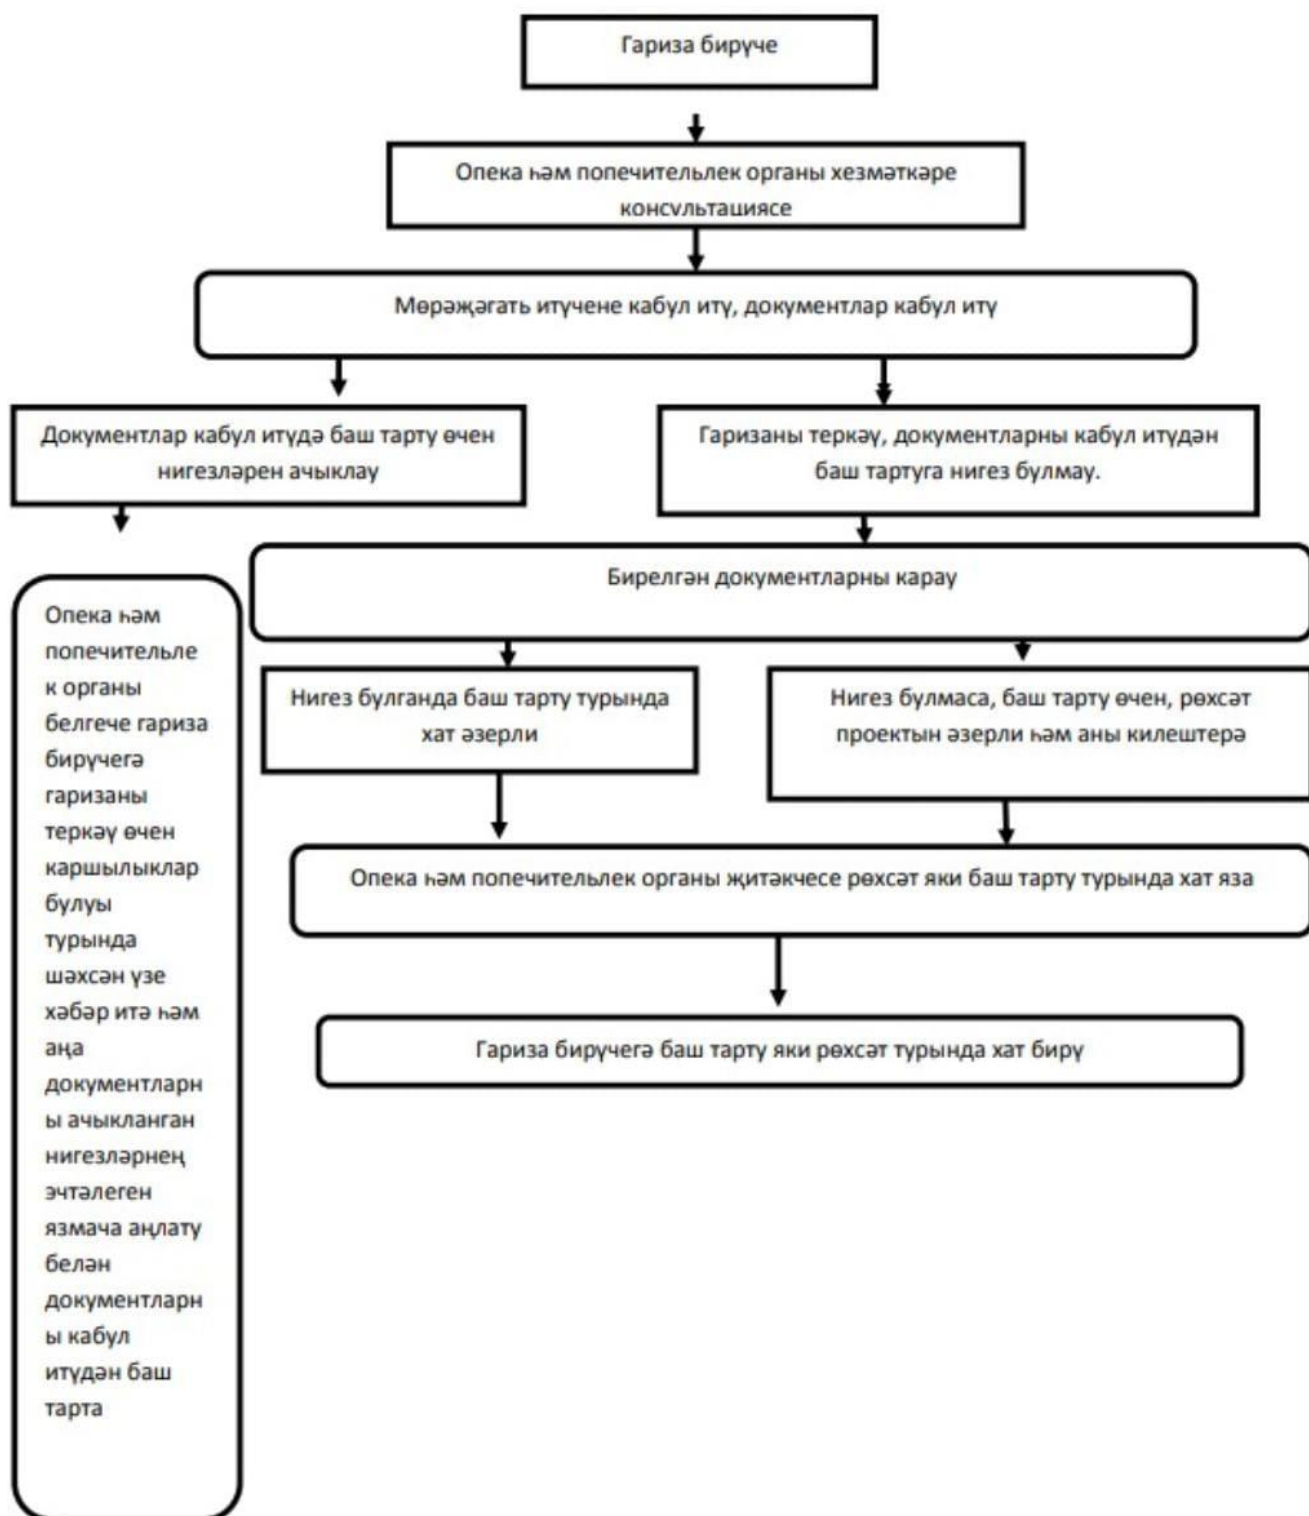 Гариза бирүче
Опека һәм попечительлек органы хезмәткәре
консультациясе
Мөрәҗәгать итүчене кабул итү, документлар кабул итү
Документлар кабул итүдә баш тарту өчен
нигезләрен ачыклау
Гаризаны теркәү, документларны кабул итүдән
баш тартуга нигез булмау.
Бирелгән документларны карау
Опека һәм
попечительле
к органы
белгече гариза
бирүчегә
гаризаны
теркәү өчен
каршылыклар
булуы
турында
шәхсән үзе
хәбәр итә һәм
аңа
документларн
ы ачыкланган
нигезләрнең
эчтәлеген
язмача аңлату
белән
документларн
ы кабул
итүдән баш
тарта
Нигез булганда баш тарту турында
хат әзерли
Нигез булмаса, баш тарту өчен, рөхсәт
проектын әзерли һәм аны килештерә
Опека һәм попечительлек органы җитәкчесе рөхсәт яки баш тарту турында хат яза
Гариза бирүчегә баш тарту яки рөхсәт турында хат бирү